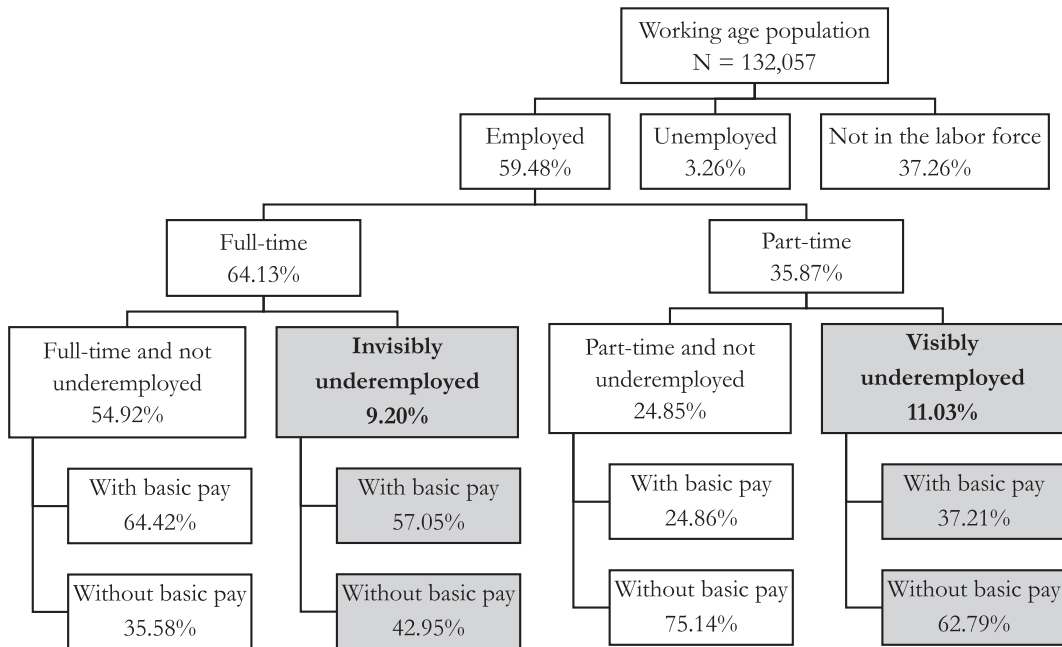 Working age population
N = 132,057
Employed
59.48%
Unemployed
3.26%
Not in the labor force
37.26%
Full-time
64.13%
Part-time
35.87%
Full-time and not
underemployed
54.92%
Invisibly
underemployed
9.20%
Part-time and not
underemployed
24.85%
Visibly
underemployed
11.03%
With basic pay
64.42%
With basic pay
57.05%
With basic pay
24.86%
With basic pay
37.21%
Without basic pay
35.58%
Without basic pay
42.95%
Without basic pay
75.14%
Without basic pay
62.79%